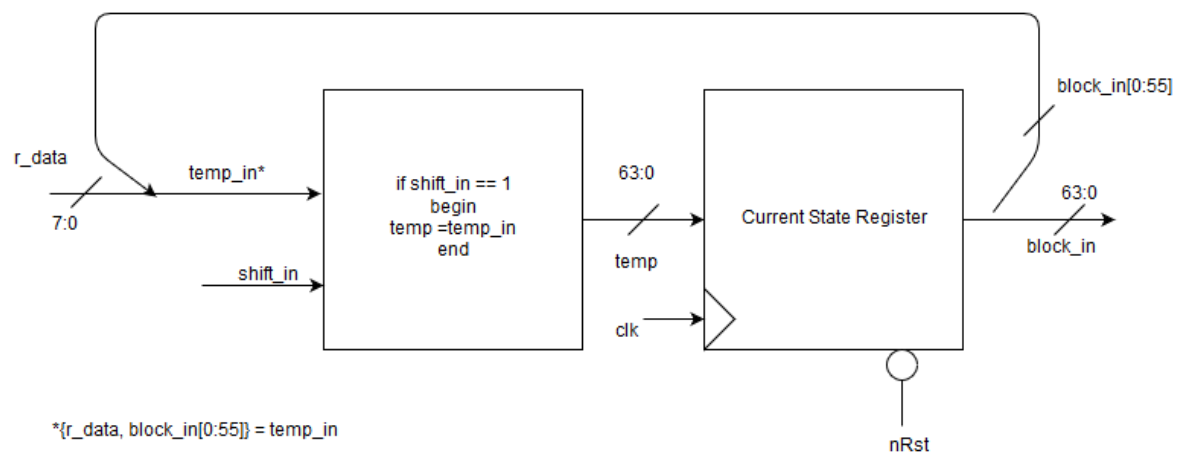 block_in[0:55]
r_data
temp_in*
7:0
shift_in
if shift_in == 1
begin
temp =temp_in
end
63:0
temp
clk
Current State Register
63:0
block_in
nRst
*{r_data, block_in[0:55]} = temp_in